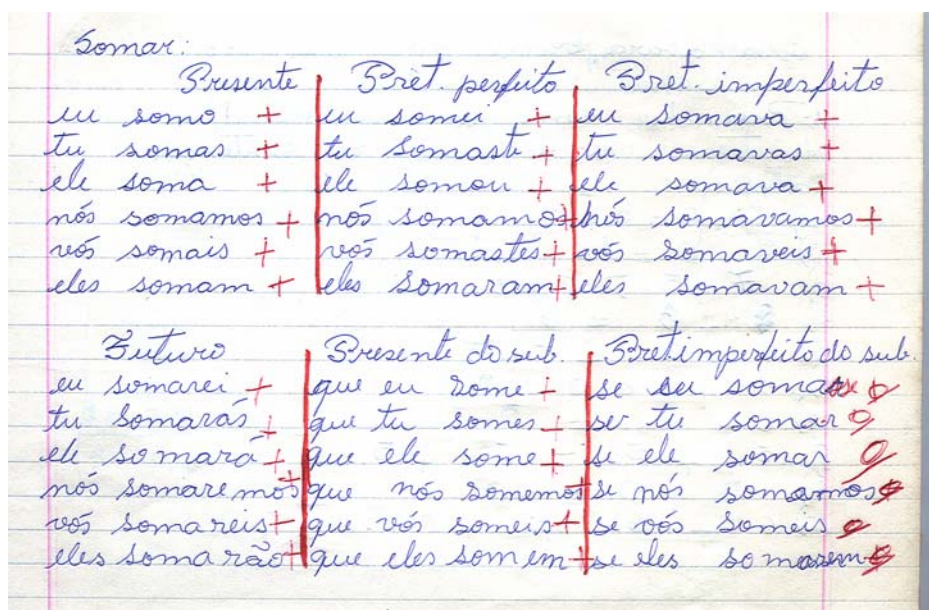 Somar:
Presente Pret. perfeito Pret. imperfeito
eu somo + eu somei + eu somava +
tu somas + tu somaste + tu somavas +
ele soma + ele somou + ele somava +
nós somamos + nós somamos + nós somávamos +
vós somais + vós somastes + vós somaveis +
eles somam + eles somaram + eles somavam +
Futuro Presente do sub. Pret imperfeito do sub.
eu somarei + que eu some + se eu somasse
tu somarás + que tu somes + se tu somar
ele somará + que ele some + se ele somar
nós somaremos + que nós somemos + se nós somarmos
vós somareis + que vós someis + se vós someis
eles somarão + que eles somem + se eles